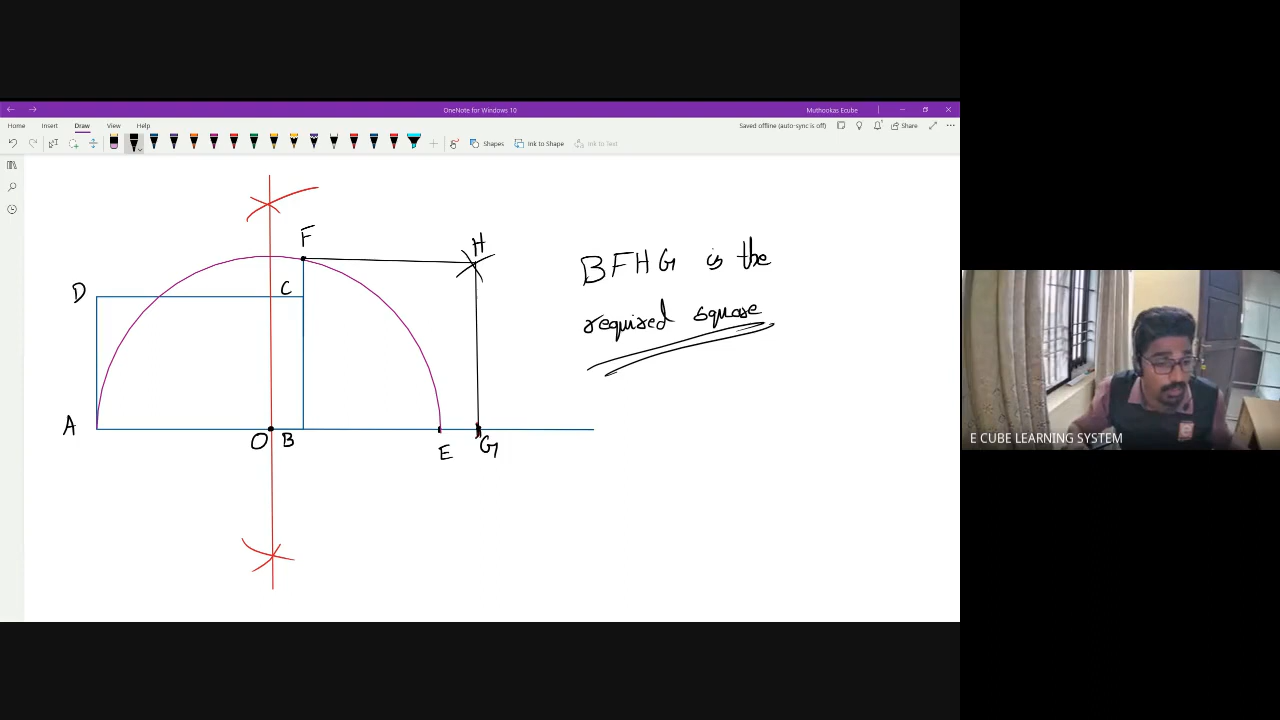 OneNote for Windows 10
Muthookas Ecube
Home Insert Draw View Help
Saved offline (auto-sync is off)
Share
Shapes
Ink to Shape
Ink to Text
F
H
D
C
A
O
B
E
G
BFHG is the
required square
E CUBE LEARNING SYSTEM